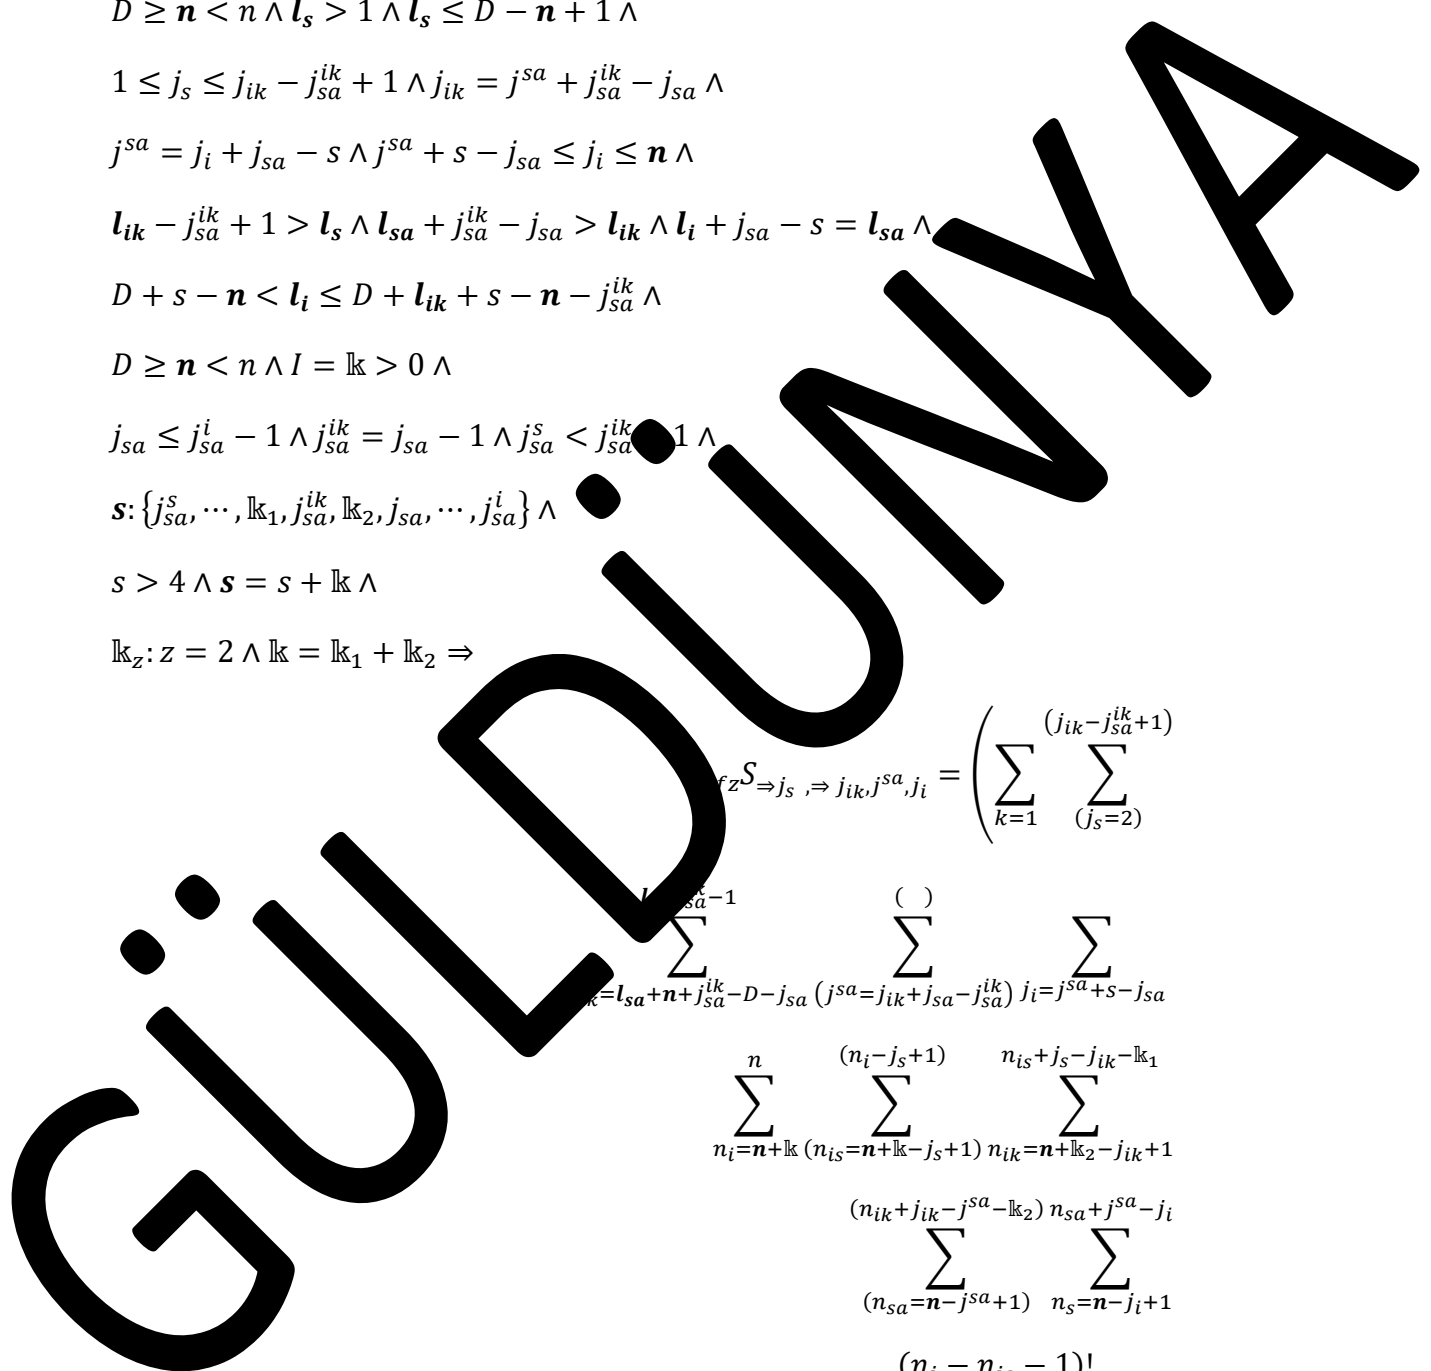 D ≥ n < n ∧ l_s > 1 ∧ l_s ≤ D − n + 1 ∧
1 ≤ j_s ≤ j_{ik} − j_{sa}^{ik} + 1 ∧ j_{ik} = j^{sa} + j_{sa}^{ik} − j_{sa} ∧
j^{sa} = j_i + j_{sa} − s ∧ j^{sa} + s − j_{sa} ≤ j_i ≤ n ∧
l_{ik} − j_{sa}^{ik} + 1 > l_s ∧ l_{sa} + j_{sa}^{ik} − j_{sa} > l_{ik} ∧ l_i + j_{sa} − s = l_{sa} ∧
D + s − n < l_i ≤ D + l_{ik} + s − n − j_{sa}^{ik} ∧
D ≥ n < n ∧ I = 𝕜 > 0 ∧
j_{sa} ≤ j_{sa}^{i} − 1 ∧ j_{sa}^{ik} = j_{sa} − 1 ∧ j_{sa}^{s} < j_{sa}^{ik} 1 ∧
s: {j_{sa}^{s}, ⋯, 𝕜_1, j_{sa}^{ik}, 𝕜_2, j_{sa}, ⋯, j_{sa}^{i}} ∧
s > 4 ∧ s = s + 𝕜 ∧
𝕜_z: z = 2 ∧ 𝕜 = 𝕜_1 + 𝕜_2 ⇒
_{fz}S_{⇒j_s ,⇒ j_{ik}, j^{sa}, j_i} = ( ∑_{k=1} ∑_{(j_s=2)}^{(j_{ik}−j_{sa}^{ik}+1)}
∑_{=l_{sa}+n+j_{sa}^{ik}−D−j_{sa}}^{−1} ∑_{(j^{sa}=j_{ik}+j_{sa}−j_{sa}^{ik})}^{( )} ∑_{j_i=j^{sa}+s−j_{sa}}
∑_{n_i=n+𝕜}^{n} ∑_{(n_{is}=n+𝕜−j_s+1)}^{(n_i−j_s+1)} ∑_{n_{ik}=n+𝕜_2−j_{ik}+1}^{n_{is}+j_s−j_{ik}−𝕜_1}
∑_{(n_{sa}=n−j^{sa}+1)}^{(n_{ik}+j_{ik}−j^{sa}−𝕜_2)} ∑_{n_s=n−j_i+1}^{n_{sa}+j^{sa}−j_i}
(n_i − n_{is} − 1)!
GÜLDÜNYA